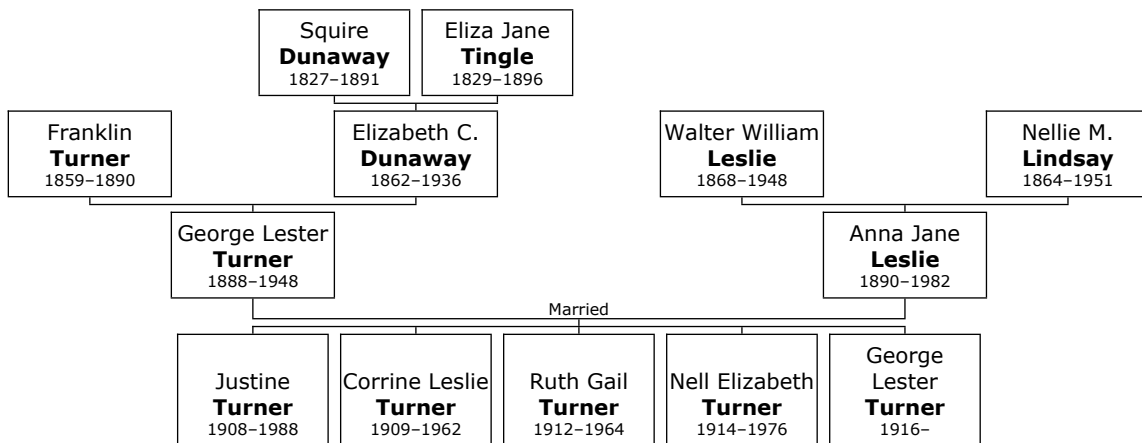 Squire
Dunaway
1827–1891
Eliza Jane
Tingle
1829–1896
Franklin
Turner
1859–1890
Elizabeth C.
Dunaway
1862–1936
Walter William
Leslie
1868–1948
Nellie M.
Lindsay
1864–1951
George Lester
Turner
1888–1948
Anna Jane
Leslie
1890–1982
Married
Justine
Turner
1908–1988
Corrine Leslie
Turner
1909–1962
Ruth Gail
Turner
1912–1964
Nell Elizabeth
Turner
1914–1976
George
Lester
Turner
1916–